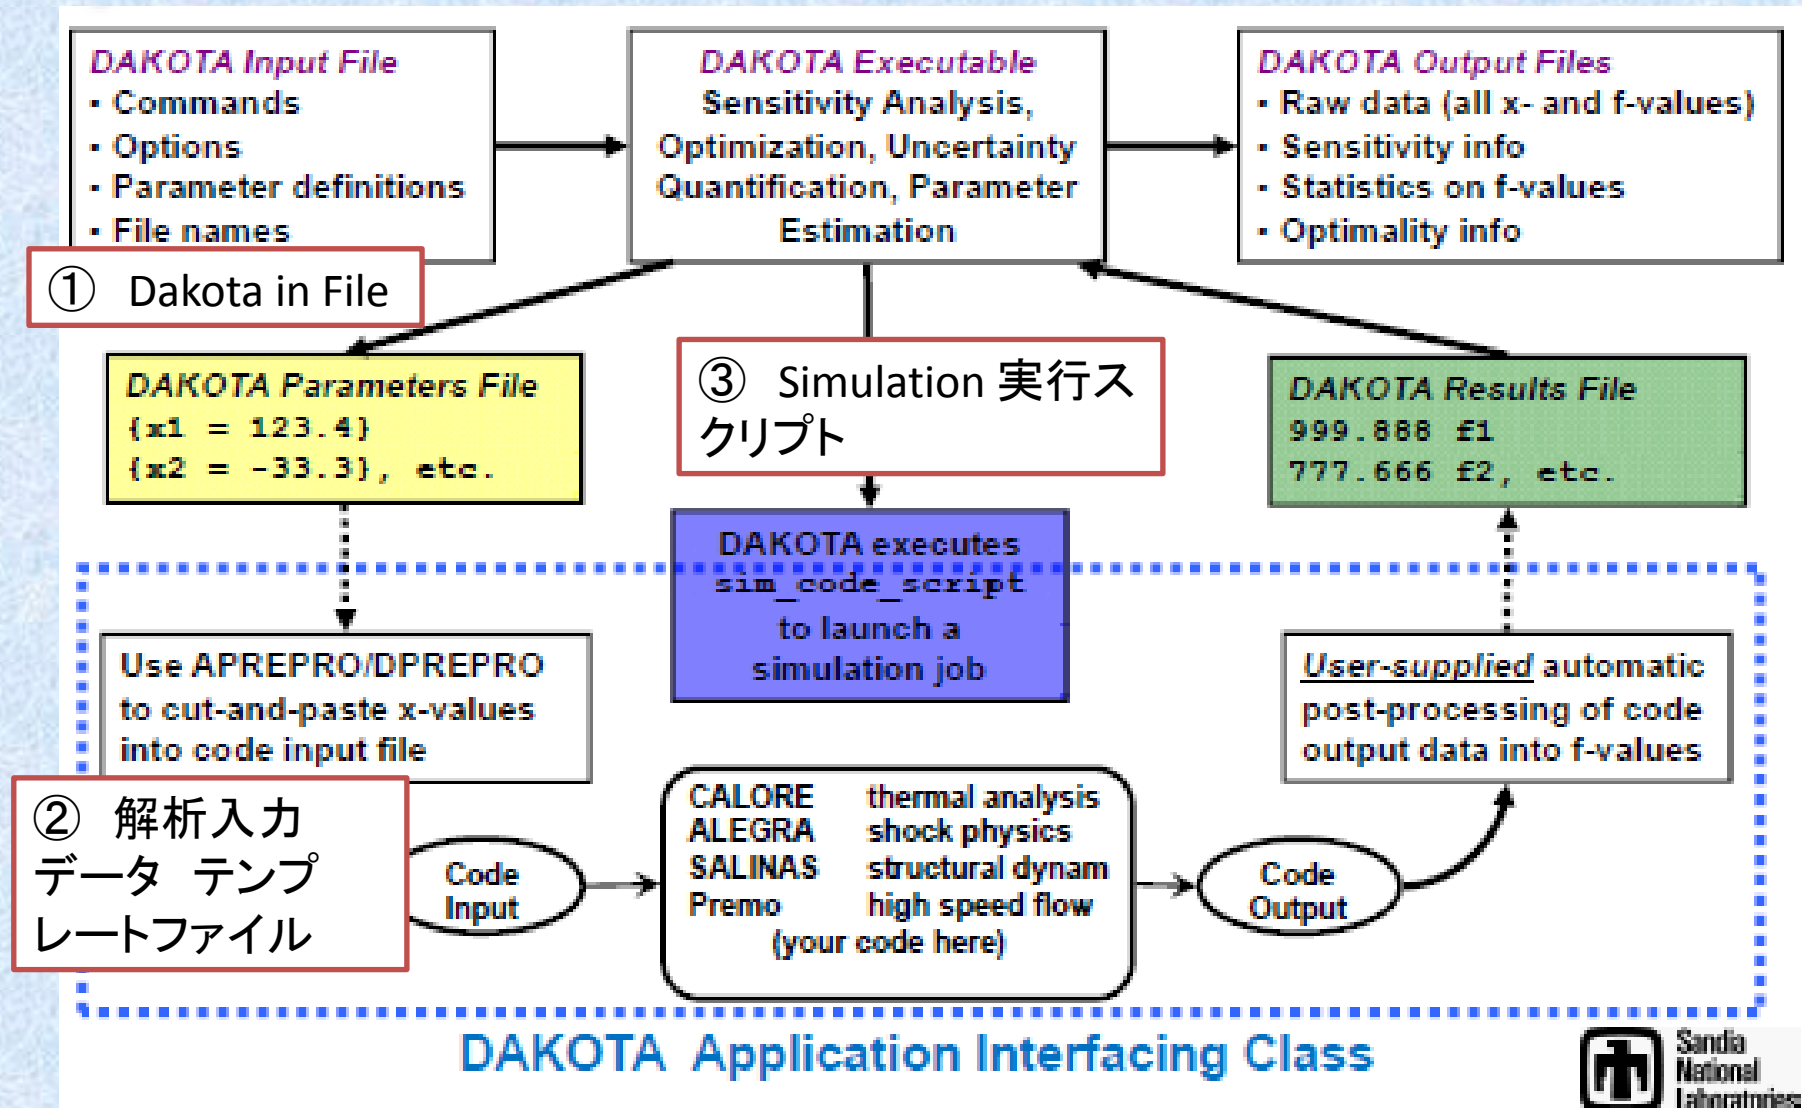 DAKOTA Input File
▪ Commands
▪ Options
▪ Parameter definitions
▪ File names
DAKOTA Executable
Sensitivity Analysis,
Optimization, Uncertainty
Quantification, Parameter
Estimation
DAKOTA Output Files
▪ Raw data (all x- and f-values)
▪ Sensitivity info
▪ Statistics on f-values
▪ Optimality info
① Dakota in File
DAKOTA Parameters File
{x1 = 123.4}
{x2 = -33.3}, etc.
③ Simulation 実行ス
クリプト
DAKOTA Results File
999.888 f1
777.666 f2, etc.
DAKOTA executes
sim_code_script
to launch a
simulation job
Use APREPRO/DPREPRO
to cut-and-paste x-values
into code input file
User-supplied automatic
post-processing of code
output data into f-values
② 解析入力
データ テンプ
レートファイル
Code
Input
CALORE thermal analysis
ALEGRA shock physics
SALINAS structural dynam
Premo high speed flow
(your code here)
Code
Output
DAKOTA Application Interfacing Class
Sandia
National
Laboratories